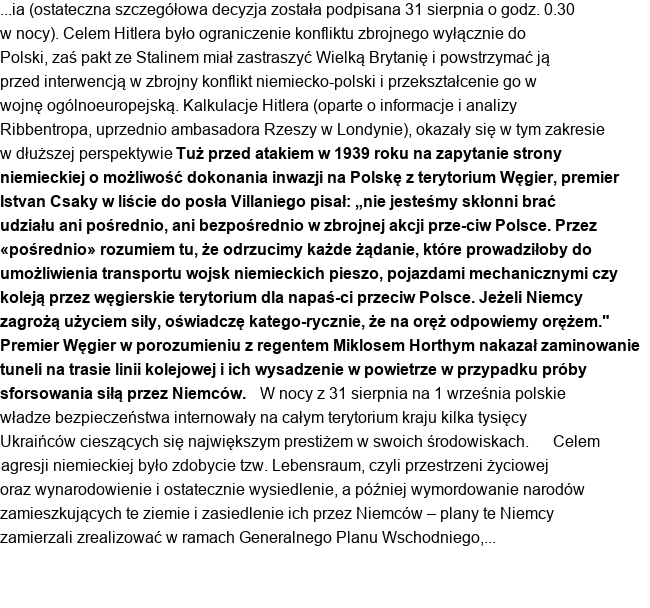 ...ia (ostateczna szczegółowa decyzja została podpisana 31 sierpnia o godz. 0.30
w nocy). Celem Hitlera było ograniczenie konfliktu zbrojnego wyłącznie do
Polski, zaś pakt ze Stalinem miał zastraszyć Wielką Brytanię i powstrzymać ją
przed interwencją w zbrojny konflikt niemiecko-polski i przekształcenie go w
wojnę ogólnoeuropejską. Kalkulacje Hitlera (oparte o informacje i analizy
Ribbentropa, uprzednio ambasadora Rzeszy w Londynie), okazały się w tym zakresie
w dłuższej perspektywie Tuż przed atakiem w 1939 roku na zapytanie strony
niemieckiej o możliwość dokonania inwazji na Polskę z terytorium Węgier, premier
Istvan Csaky w liście do posła Villaniego pisał: „nie jesteśmy skłonni brać
udziału ani pośrednio, ani bezpośrednio w zbrojnej akcji prze-ciw Polsce. Przez
«pośrednio» rozumiem tu, że odrzucimy każde żądanie, które prowadziłoby do
umożliwienia transportu wojsk niemieckich pieszo, pojazdami mechanicznymi czy
koleją przez węgierskie terytorium dla napaś-ci przeciw Polsce. Jeżeli Niemcy
zagrożą użyciem siły, oświadczę katego-rycznie, że na oręż odpowiemy orężem."
Premier Węgier w porozumieniu z regentem Miklosem Horthym nakazał zaminowanie
tuneli na trasie linii kolejowej i ich wysadzenie w powietrze w przypadku próby
sforsowania siłą przez Niemców. W nocy z 31 sierpnia na 1 września polskie
władze bezpieczeństwa internowały na całym terytorium kraju kilka tysięcy
Ukraińców cieszących się największym prestiżem w swoich środowiskach. Celem
agresji niemieckiej było zdobycie tzw. Lebensraum, czyli przestrzeni życiowej
oraz wynarodowienie i ostatecznie wysiedlenie, a później wymordowanie narodów
zamieszkujących te ziemie i zasiedlenie ich przez Niemców – plany te Niemcy
zamierzali zrealizować w ramach Generalnego Planu Wschodniego,...